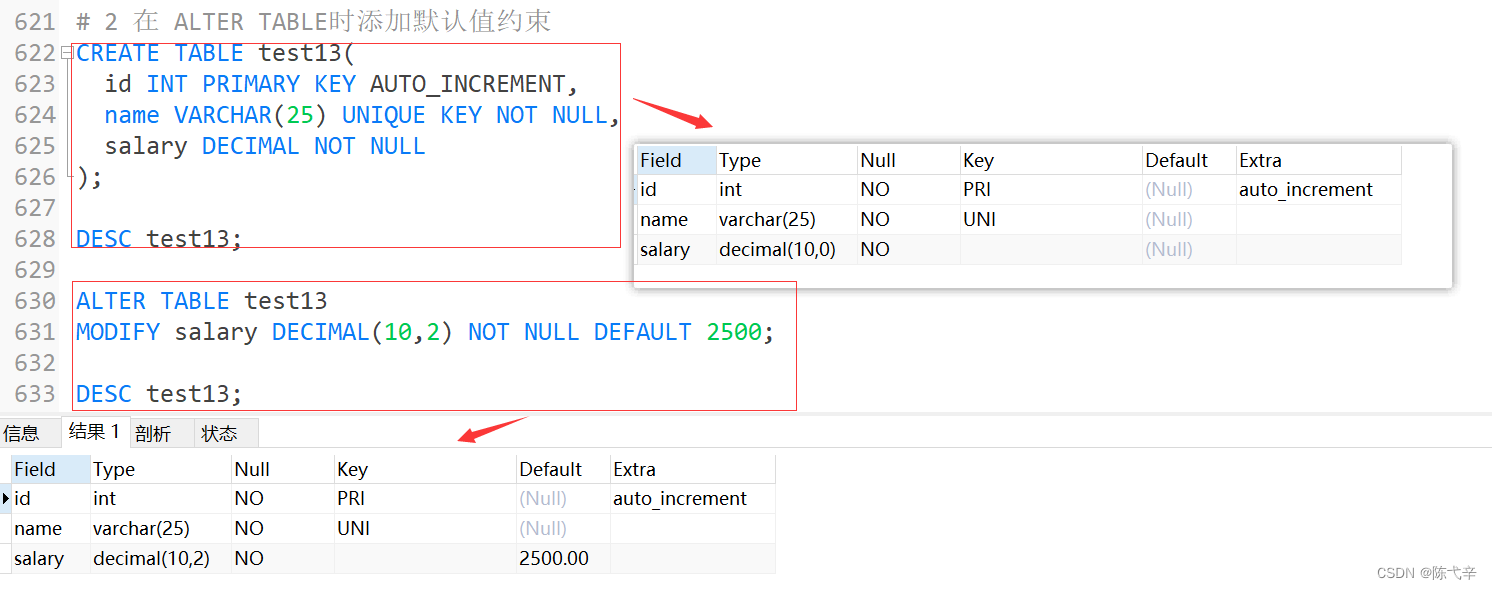 621 # 2 在 ALTER TABLE时添加默认值约束
622 CREATE TABLE test13(
623 id INT PRIMARY KEY AUTO_INCREMENT,
624 name VARCHAR(25) UNIQUE KEY NOT NULL,
625 salary DECIMAL NOT NULL
626 );
627
628 DESC test13;
629
630 ALTER TABLE test13
631 MODIFY salary DECIMAL(10,2) NOT NULL DEFAULT 2500;
632
633 DESC test13;
Field Type Null Key Default Extra
id int NO PRI (Null) auto_increment
name varchar(25) NO UNI (Null)
salary decimal(10,0) NO (Null)
信息 结果 1 剖析 状态
Field Type Null Key Default Extra
id int NO PRI (Null) auto_increment
name varchar(25) NO UNI (Null)
salary decimal(10,2) NO 2500.00
CSDN @陈弋辛